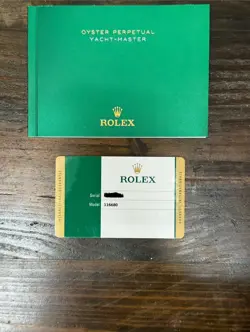 OYSTER PERPETUAL
YACHT-MASTER
ROLEX
ROLEX
Serial
Model 116680